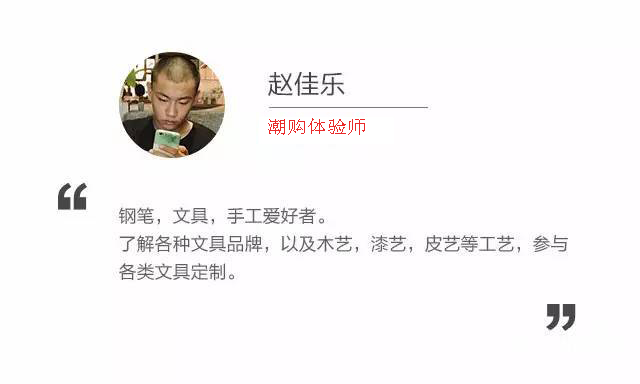 赵佳乐
潮购体验师
“
钢笔，文具，手工爱好者。
了解各种文具品牌，以及木艺，漆艺，皮艺等工艺，参与
各类文具定制。
”